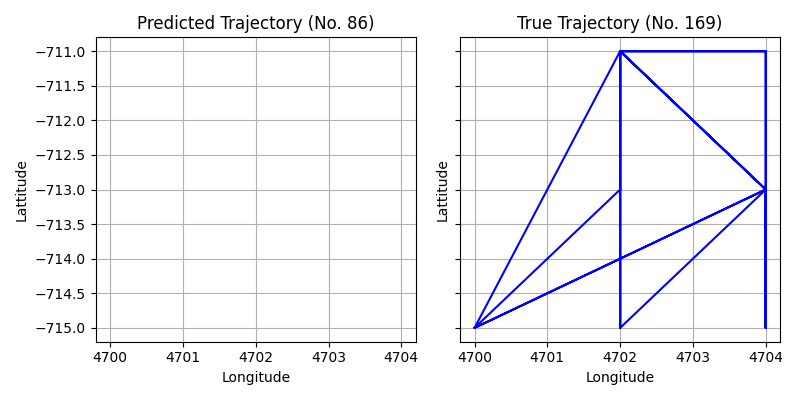 Predicted Trajectory (No. 86)
True Trajectory (No. 169)
−711.0
−711.5
−712.0
−712.5
−713.0
−713.5
−714.0
−714.5
−715.0
Lattitude
Lattitude
4700 4701 4702 4703 4704
4700 4701 4702 4703 4704
Longitude
Longitude